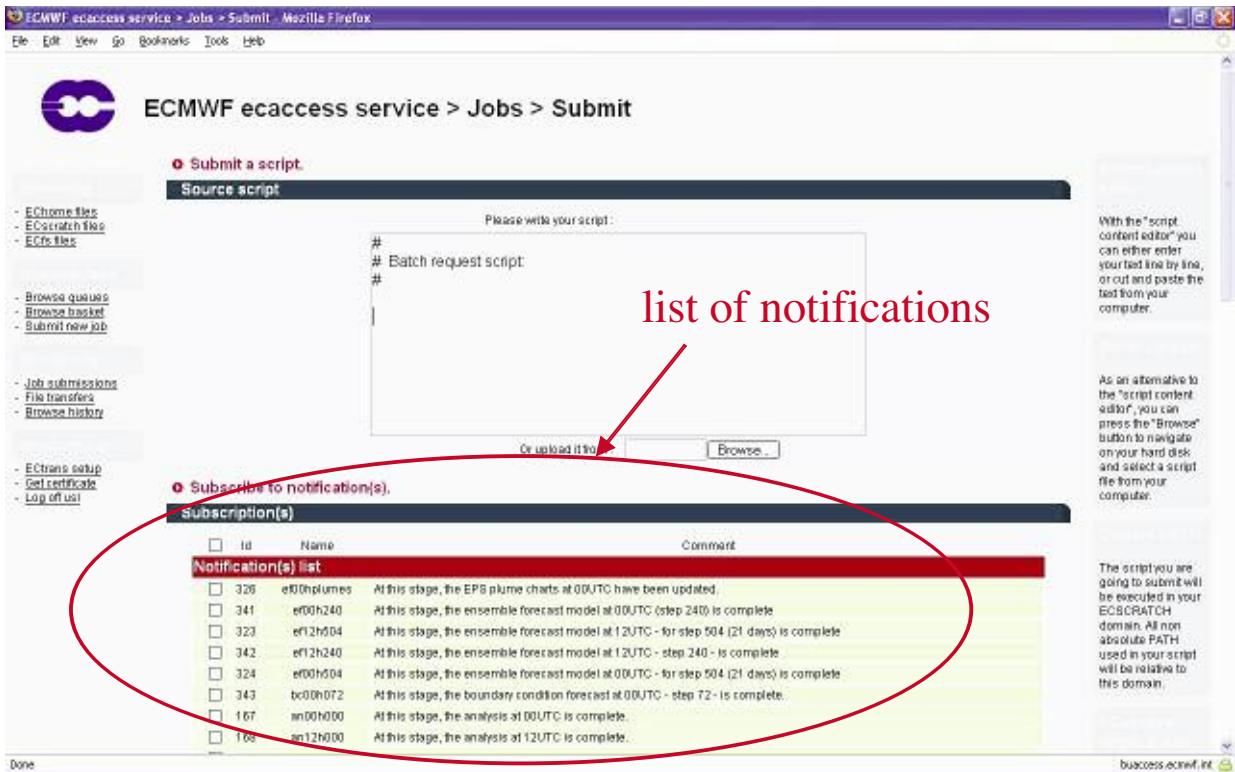 ECMWF ecaccess service > Jobs > Submit - Mozilla Firefox
File Edit View Go Bookmarks Tools Help
ECMWF ecaccess service > Jobs > Submit
Submit a script.
Source script
- EChome files
- ECscratch files
- ECfs files
- Browse queues
- Browse basket
- Submit new job
- Job submissions
- File transfers
- Browse history
- ECtrans setup
- Get certificate
- Log off us!
Please write your script :
#
# Batch request script:
#
list of notifications
Or upload it from :
Browse...
Subscribe to notification(s).
Subscription(s)
Id Name Comment
Notification(s) list
326 ef00hplumes At this stage, the EPS plume charts at 00UTC have been updated.
341 ef00h240 At this stage, the ensemble forecast model at 00UTC (step 240) is complete
323 ef12h504 At this stage, the ensemble forecast model at 12UTC - for step 504 (21 days) is complete
342 ef12h240 At this stage, the ensemble forecast model at 12UTC - step 240 - is complete
324 ef00h504 At this stage, the ensemble forecast model at 00UTC - for step 504 (21 days) is complete
343 bc00h072 At this stage, the boundary condition forecast at 00UTC - step 72 - is complete.
167 an00h000 At this stage, the analysis at 00UTC is complete.
168 an12h000 At this stage, the analysis at 12UTC is complete.
With the "script
content editor" you
can either enter
your text line by line,
or cut and paste the
text from your
computer.
As an alternative to
the "script content
editor", you can
press the "Browse"
button to navigate
on your hard disk
and select a script
file from your
computer.
The script you are
going to submit will
be executed in your
ECSCRATCH
domain. All non
absolute PATH
used in your script
will be relative to
this domain.
Done
buaccess.ecmwf.int